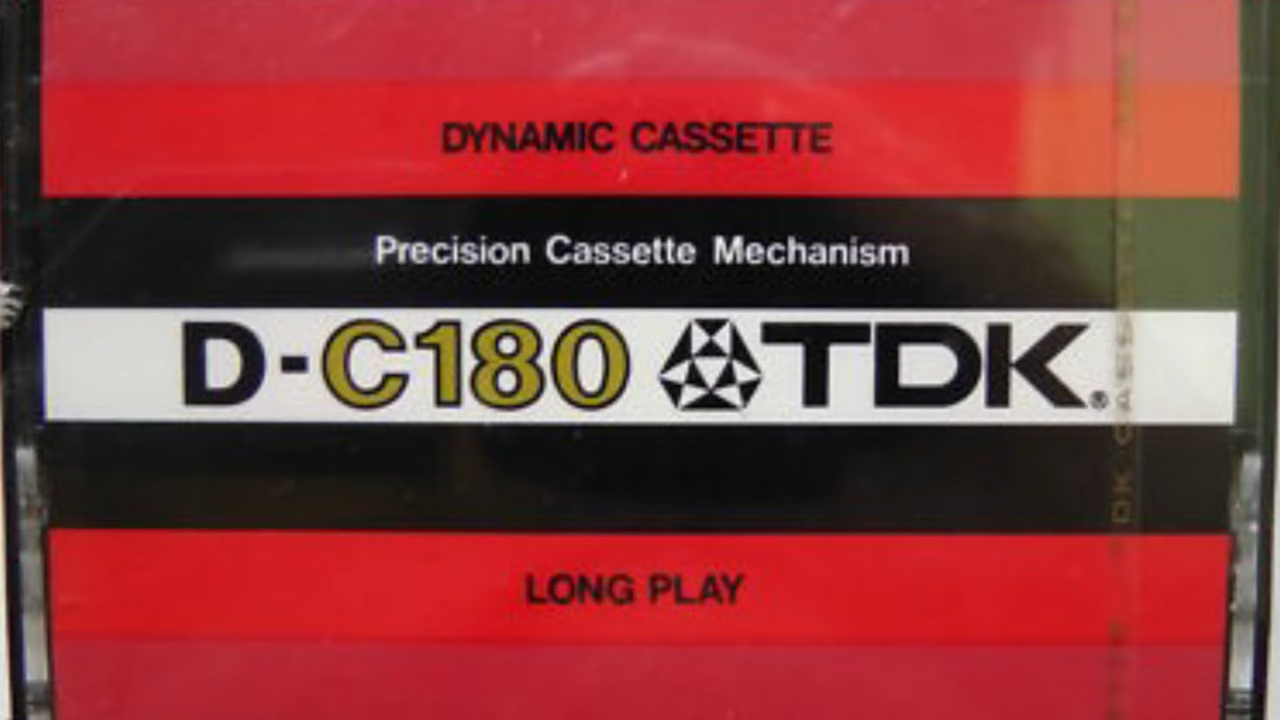 DYNAMIC CASSETTE
Precision Cassette Mechanism
D-C180 TDK®
LONG PLAY